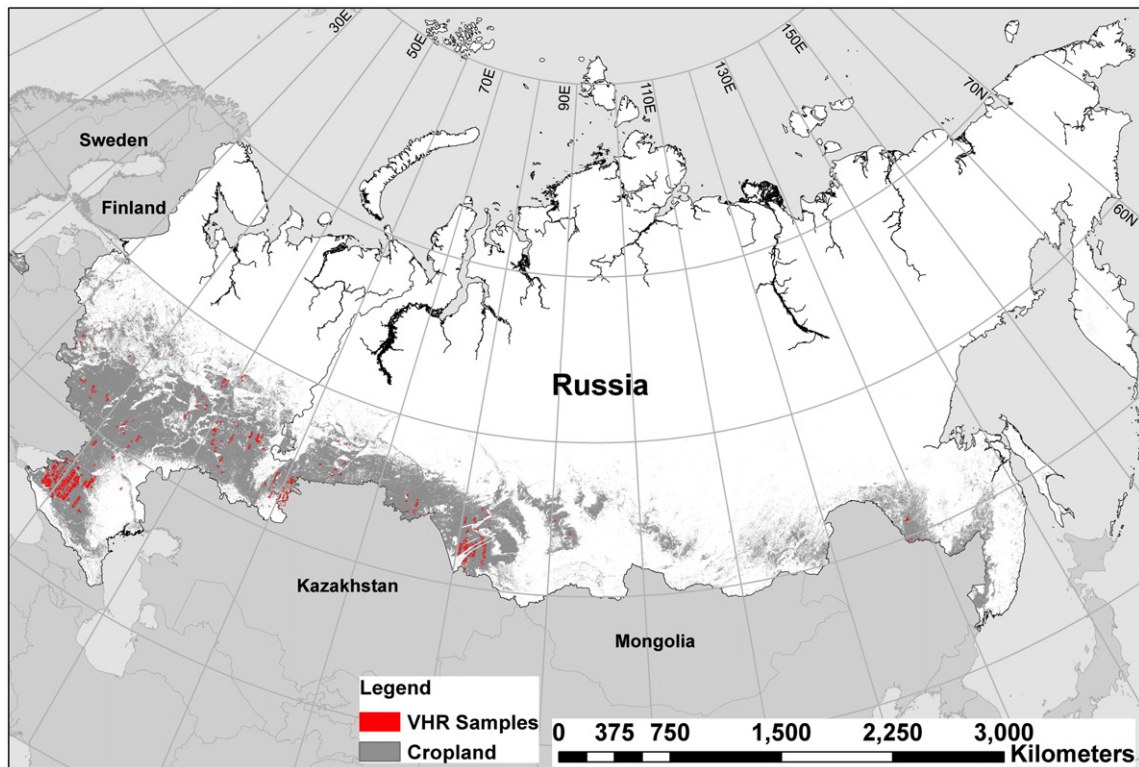 30E
50E
70E
90E
110E
130E
150E
70N
60N
Sweden
Finland
Russia
Kazakhstan
Mongolia
Legend
VHR Samples
Cropland
0 375 750 1,500 2,250 3,000
Kilometers